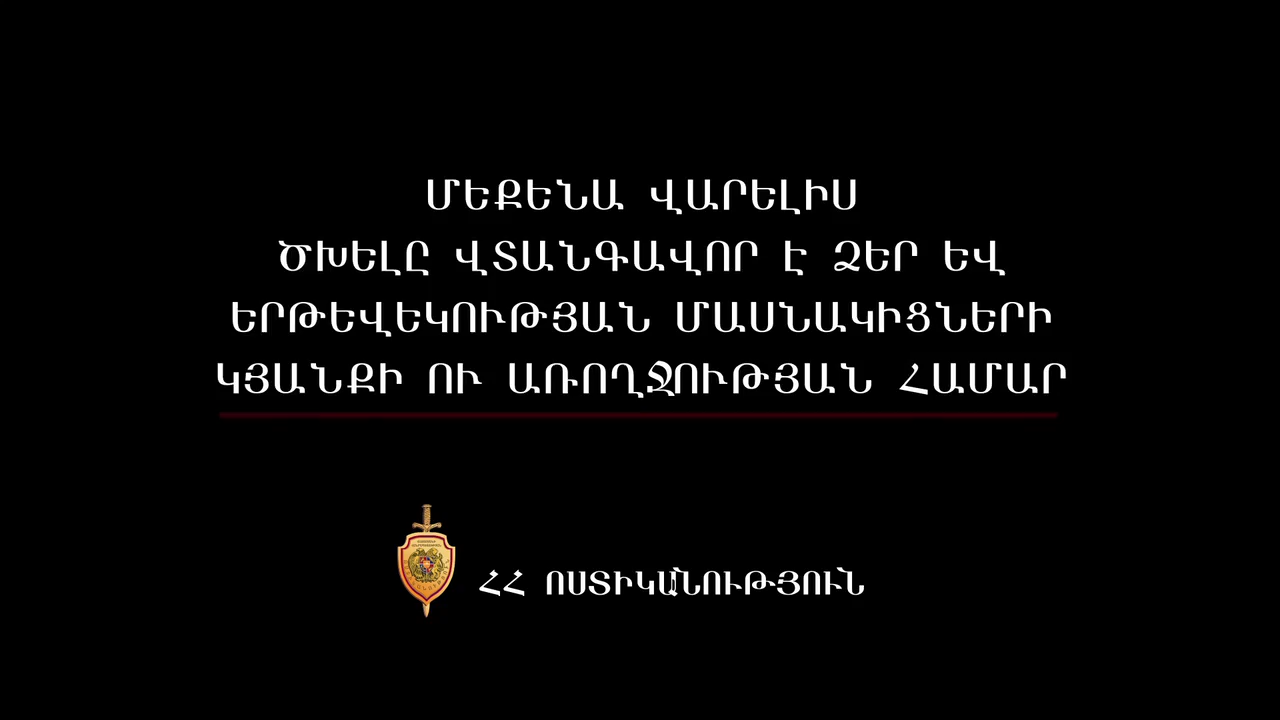 ՄԵՔԵՆԱ ՎԱՐԵԼԻՍ
ԾԽԵԼԸ ՎՏԱՆԳԱՎՈՐ Է ՁԵՐ ԵՎ
ԵՐԹԵՎԵԿՈՒԹՅԱՆ ՄԱՍՆԱԿԻՑՆԵՐԻ
ԿՅԱՆՔԻ ՈՒ ԱՌՈՂՋՈՒԹՅԱՆ ՀԱՄԱՐ
ՀՀ ՈՍՏԻԿԱՆՈՒԹՅՈՒՆ